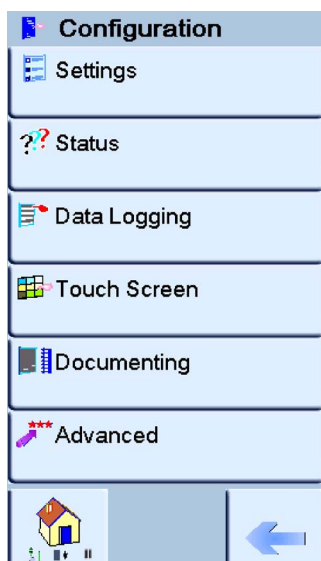 Configuration
Settings
??? Status
Data Logging
Touch Screen
Documenting
*** Advanced